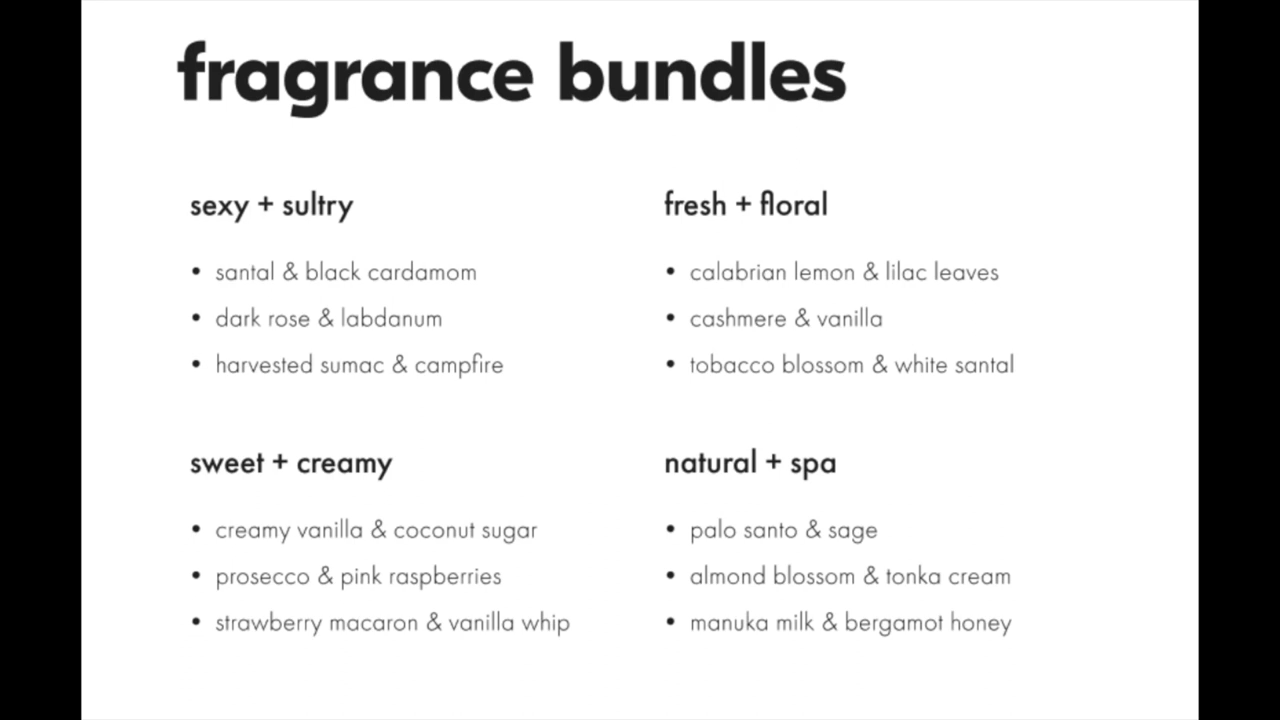 fragrance bundles
sexy + sultry
• santal & black cardamom
• dark rose & labdanum
• harvested sumac & campfire
fresh + floral
• calabrian lemon & lilac leaves
• cashmere & vanilla
• tobacco blossom & white santal
sweet + creamy
• creamy vanilla & coconut sugar
• prosecco & pink raspberries
• strawberry macaron & vanilla whip
natural + spa
• palo santo & sage
• almond blossom & tonka cream
• manuka milk & bergamot honey